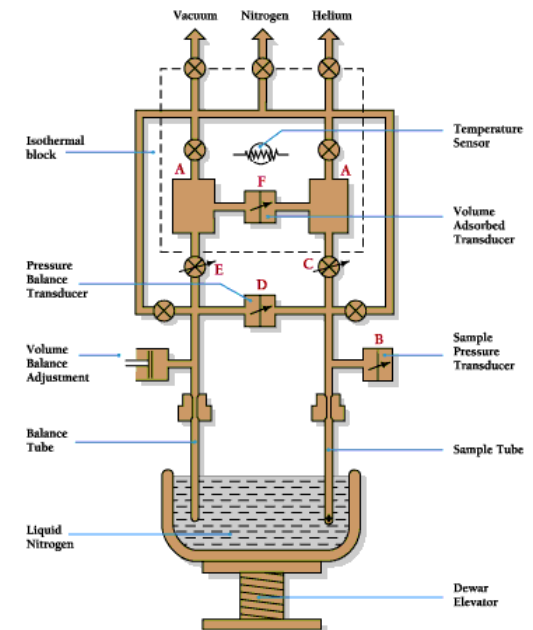 Vacuum Nitrogen Helium
Isothermal
block
Temperature
Sensor
A
A
F
Volume
Adsorbed
Transducer
E
C
Pressure
Balance
Transducer
D
Volume
Balance
Adjustment
B
Sample
Pressure
Transducer
Balance
Tube
Sample Tube
Liquid
Nitrogen
Dewar
Elevator